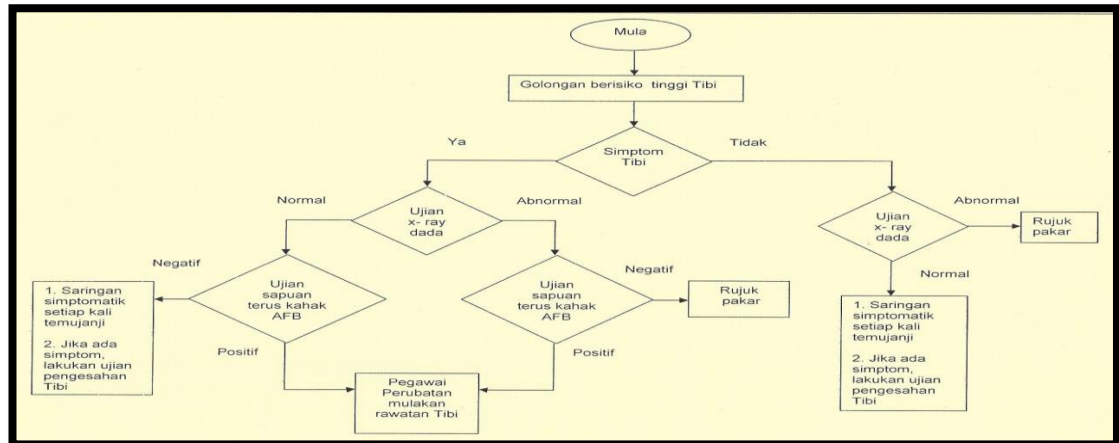 Mula
Golongan berisiko tinggi Tibi
Simptom
Tibi
Ya
Tidak
Ujian
x- ray
dada
Normal
Abnormal
Ujian
x- ray
dada
Abnormal
Rujuk
pakar
Normal
Ujian
sapuan
terus kahak
AFB
Negatif
Positif
1. Saringan
simptomatik
setiap kali
temujanji
2. Jika ada
simptom,
lakukan ujian
pengesahan
Tibi
Ujian
sapuan
terus kahak
AFB
Negatif
Positif
Rujuk
pakar
Pegawai
Perubatan
mulakan
rawatan Tibi
1. Saringan
simptomatik
setiap kali
temujanji
2. Jika ada
simptom,
lakukan ujian
pengesahan
Tibi